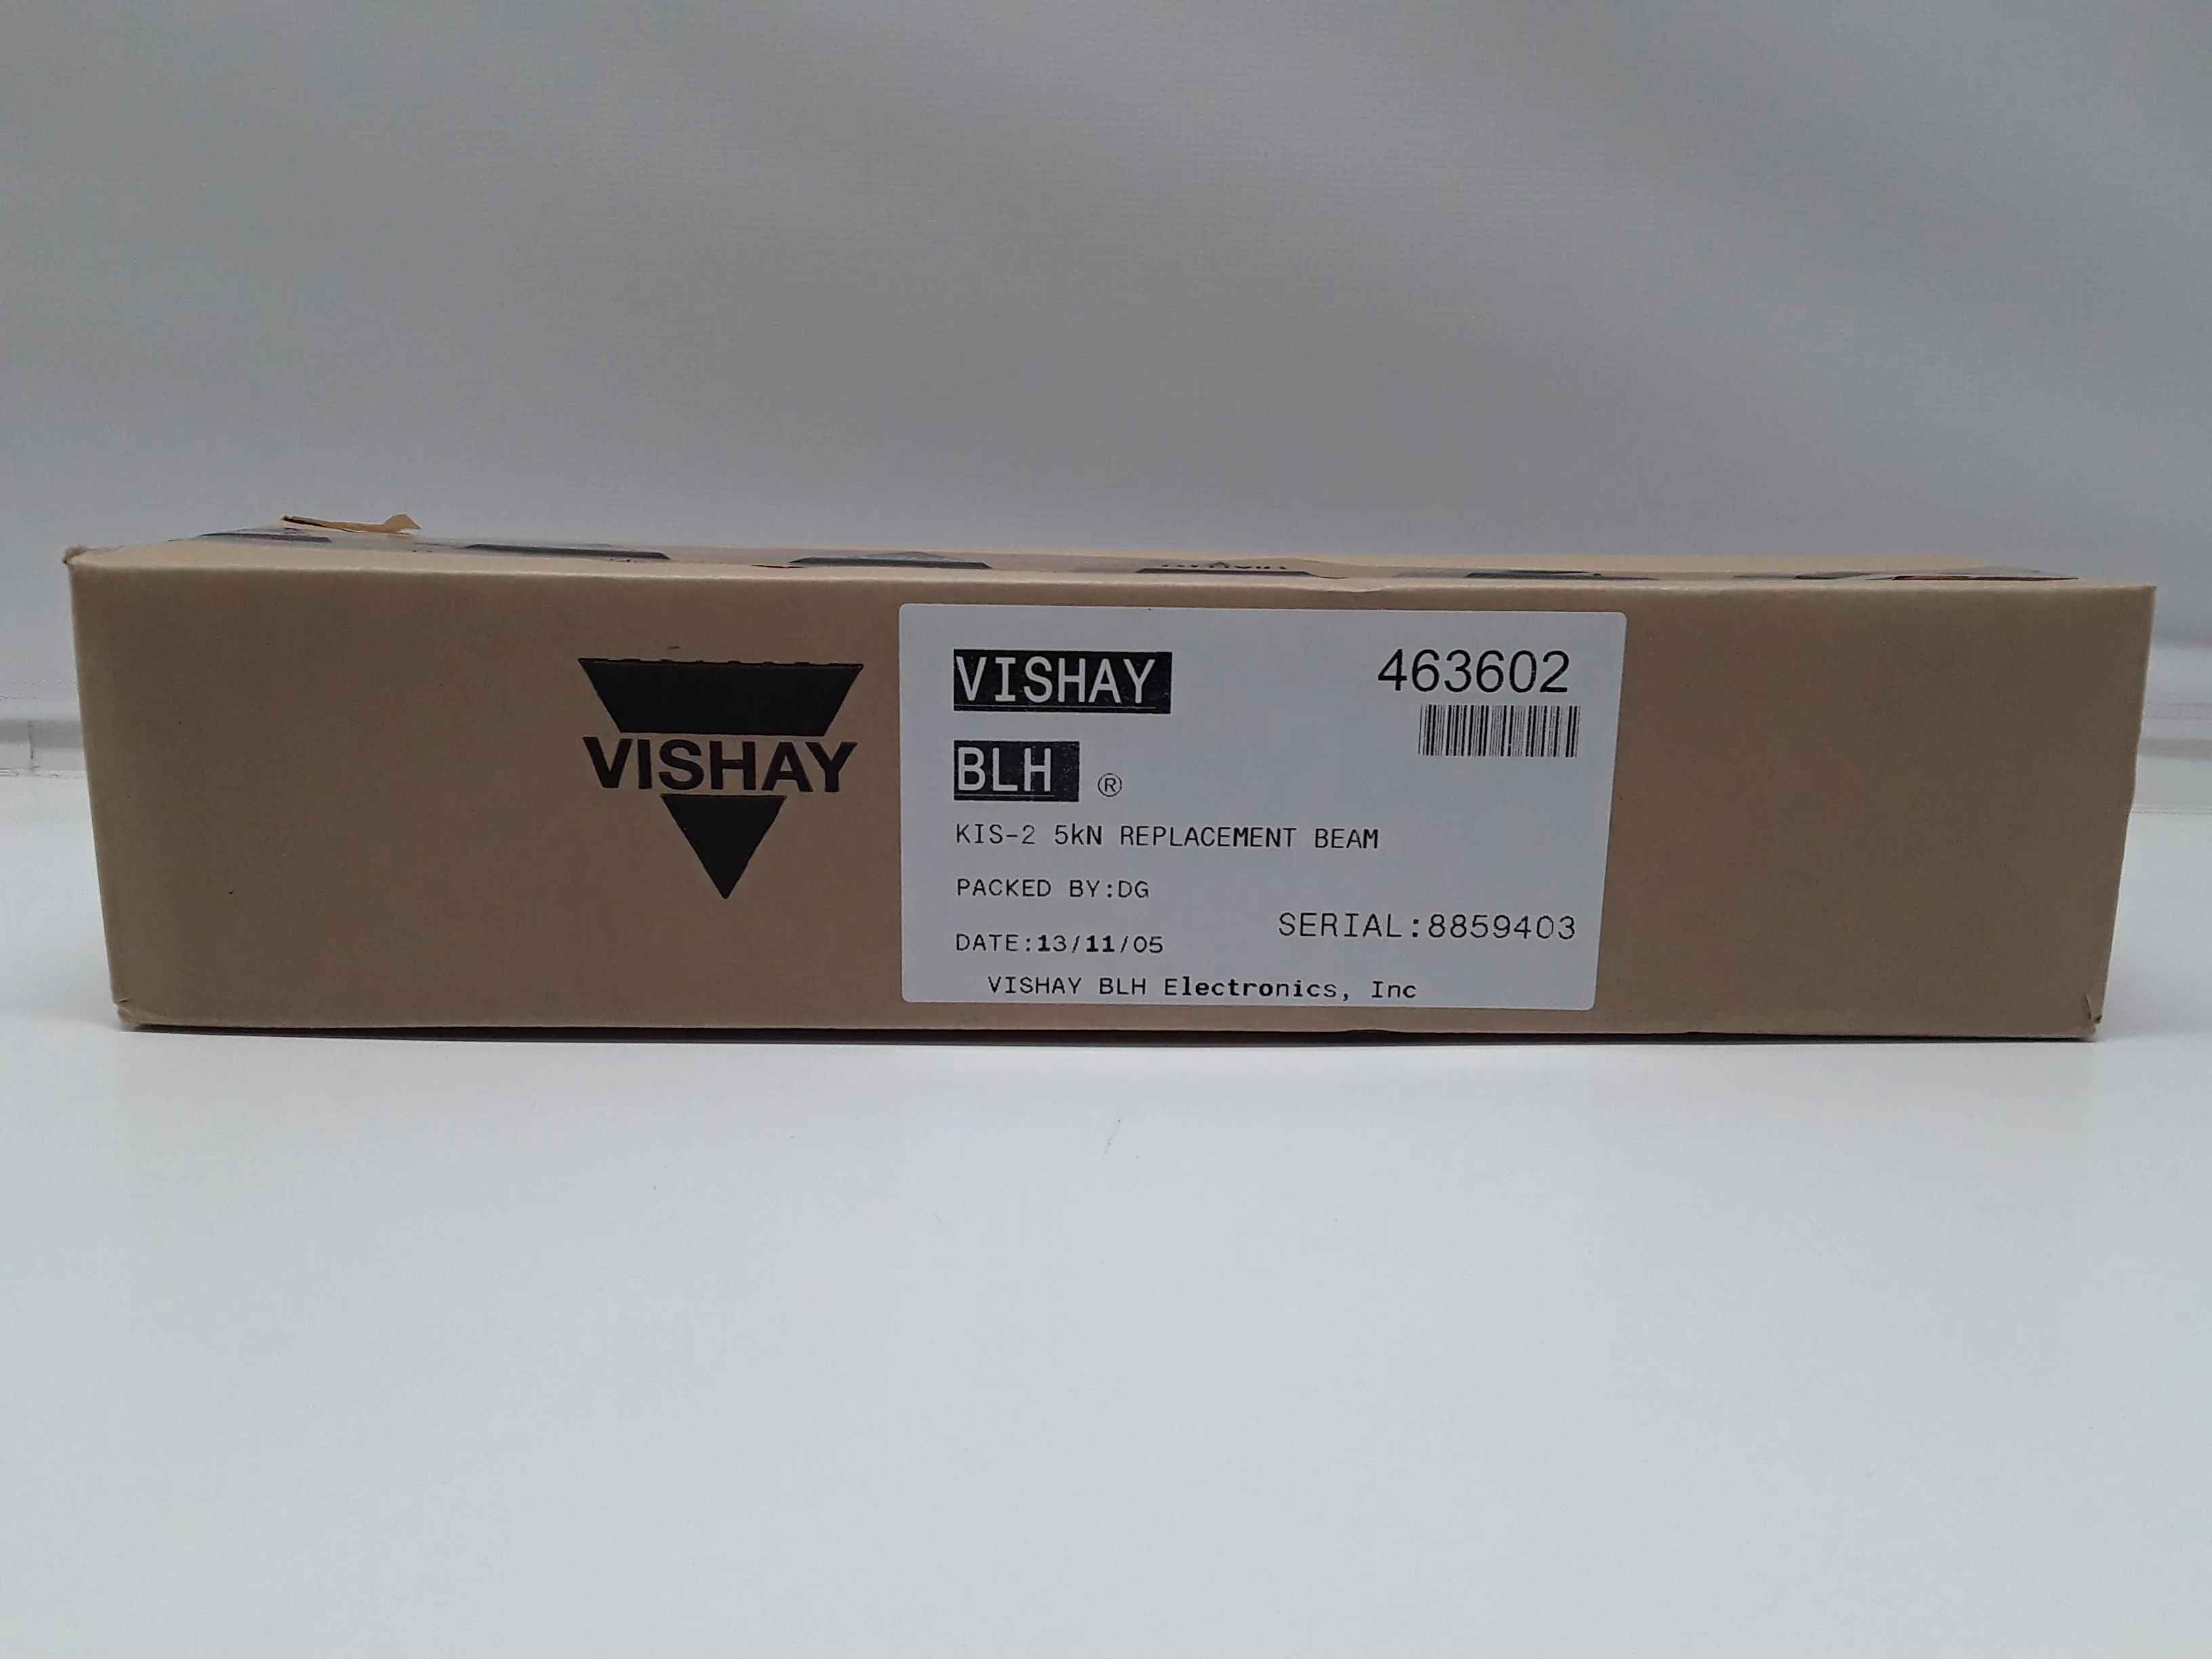 VISHAY
VISHAY
463602
BLH ®
KIS-2 5kN REPLACEMENT BEAM
PACKED BY:DG
SERIAL:8859403
DATE:13/11/05
VISHAY BLH Electronics, Inc